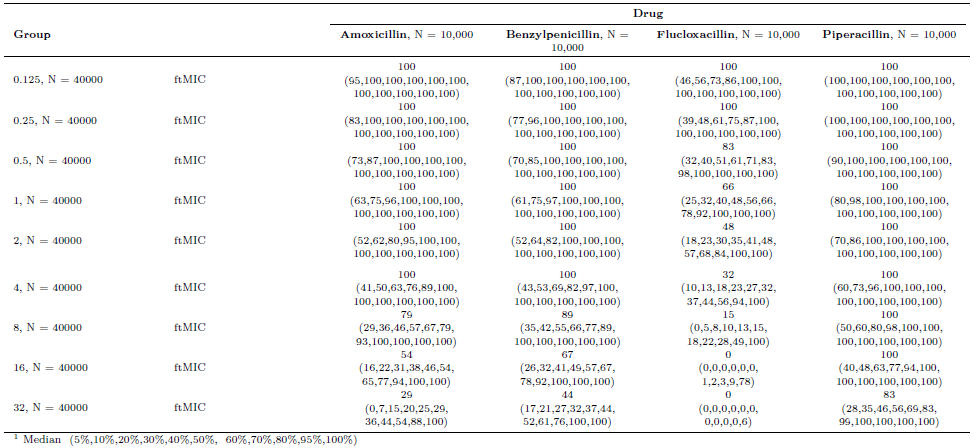 Drug
Group Amoxicillin, N = 10,000 Benzylpenicillin, N = Flucloxacillin, N = 10,000 Piperacillin, N = 10,000
10,000
100 100 100 100
0.125, N = 40000 ftMIC (95,100,100,100,100,100, (87,100,100,100,100,100, (46,56,73,86,100,100, (100,100,100,100,100,100,
100,100,100,100,100) 100,100,100,100,100) 100,100,100,100,100) 100,100,100,100,100)
100 100 100 100
0.25, N = 40000 ftMIC (83,100,100,100,100,100, (77,96,100,100,100,100, (39,48,61,75,87,100, (100,100,100,100,100,100,
100,100,100,100,100) 100,100,100,100,100) 100,100,100,100,100) 100,100,100,100,100)
100 100 83 100
0.5, N = 40000 ftMIC (73,87,100,100,100,100, (70,85,100,100,100,100, (32,40,51,61,71,83, (90,100,100,100,100,100,
100,100,100,100,100) 100,100,100,100,100) 98,100,100,100,100) 100,100,100,100,100)
100 100 66 100
1, N = 40000 ftMIC (63,75,96,100,100,100, (61,75,97,100,100,100, (25,32,40,48,56,66, (80,98,100,100,100,100,
100,100,100,100,100) 100,100,100,100,100) 78,92,100,100,100) 100,100,100,100,100)
100 100 48 100
2, N = 40000 ftMIC (52,62,80,95,100,100, (52,64,82,100,100,100, (18,23,30,35,41,48, (70,86,100,100,100,100,
100,100,100,100,100) 100,100,100,100,100) 57,68,84,100,100) 100,100,100,100,100)
100 100 32 100
4, N = 40000 ftMIC (41,50,63,76,89,100, (43,53,69,82,97,100, (10,13,18,23,27,32, (60,73,96,100,100,100,
100,100,100,100,100) 100,100,100,100,100) 37,44,56,94,100) 100,100,100,100,100)
79 89 15 100
8, N = 40000 ftMIC (29,36,46,57,67,79, (35,42,55,66,77,89, (0,5,8,10,13,15, (50,60,80,98,100,100,
93,100,100,100,100) 100,100,100,100,100) 18,22,28,49,100) 100,100,100,100,100)
54 67 0 100
16, N = 40000 ftMIC (16,22,31,38,46,54, (26,32,41,49,57,67, (0,0,0,0,0,0, (40,48,63,77,94,100,
65,77,94,100,100) 78,92,100,100,100) 1,2,3,9,78) 100,100,100,100,100)
29 44 0 83
32, N = 40000 ftMIC (0,7,15,20,25,29, (17,21,27,32,37,44, (0,0,0,0,0,0, (28,35,46,56,69,83,
36,44,54,88,100) 52,61,76,100,100) 0,0,0,0,6) 99,100,100,100,100)
1 Median (5%,10%,20%,30%,40%,50%, 60%,70%,80%,95%,100%)